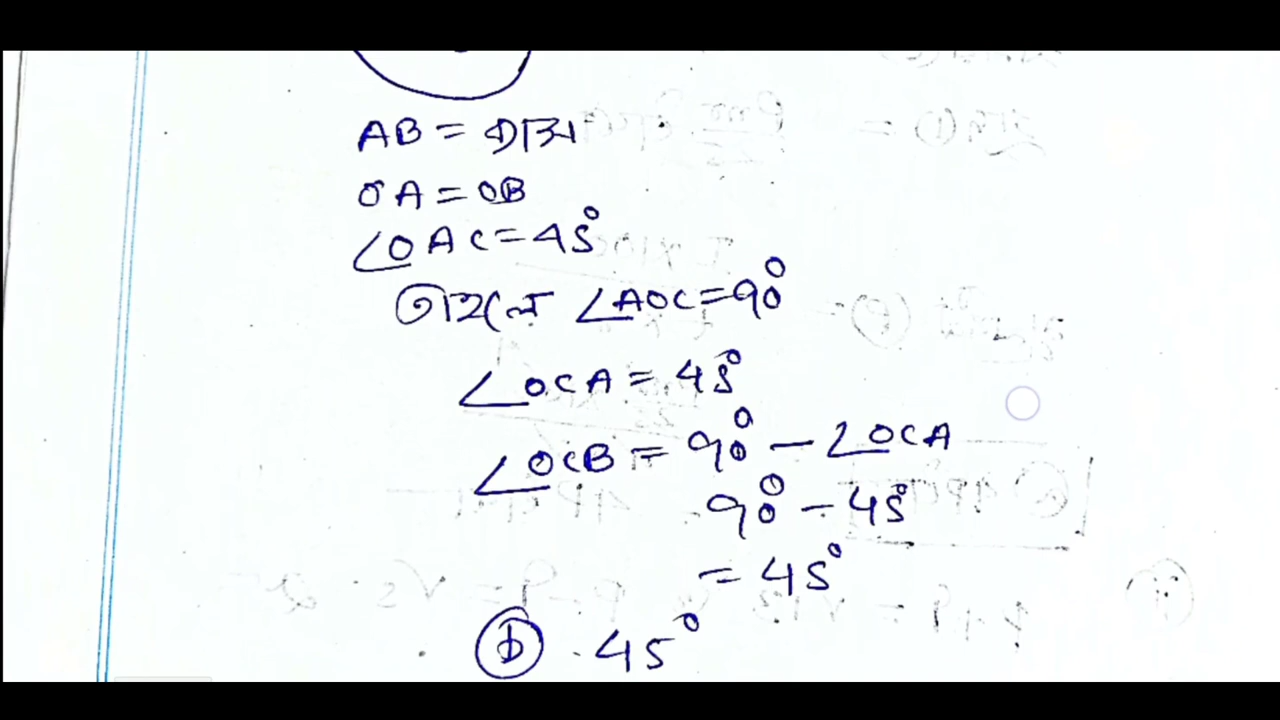 AB = ব্যাস
OA = OB
∠OAC = 45°
তাহলে ∠AOC = 90°
∠OCA = 45°
∠OCB = 90° - ∠OCA
90° - 45°
= 45°
(D) . 45°